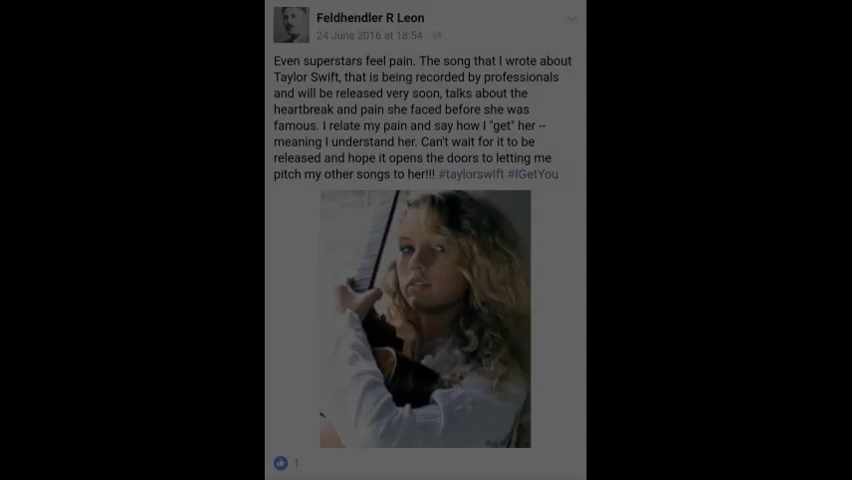 Feldhendler R Leon
24 June 2016 at 18:54 ·
Even superstars feel pain. The song that I wrote about
Taylor Swift, that is being recorded by professionals
and will be released very soon, talks about the
heartbreak and pain she faced before she was
famous. I relate my pain and say how I "get" her --
meaning I understand her. Can't wait for it to be
released and hope it opens the doors to letting me
pitch my other songs to her!!! #taylorswift #IGetYou
1